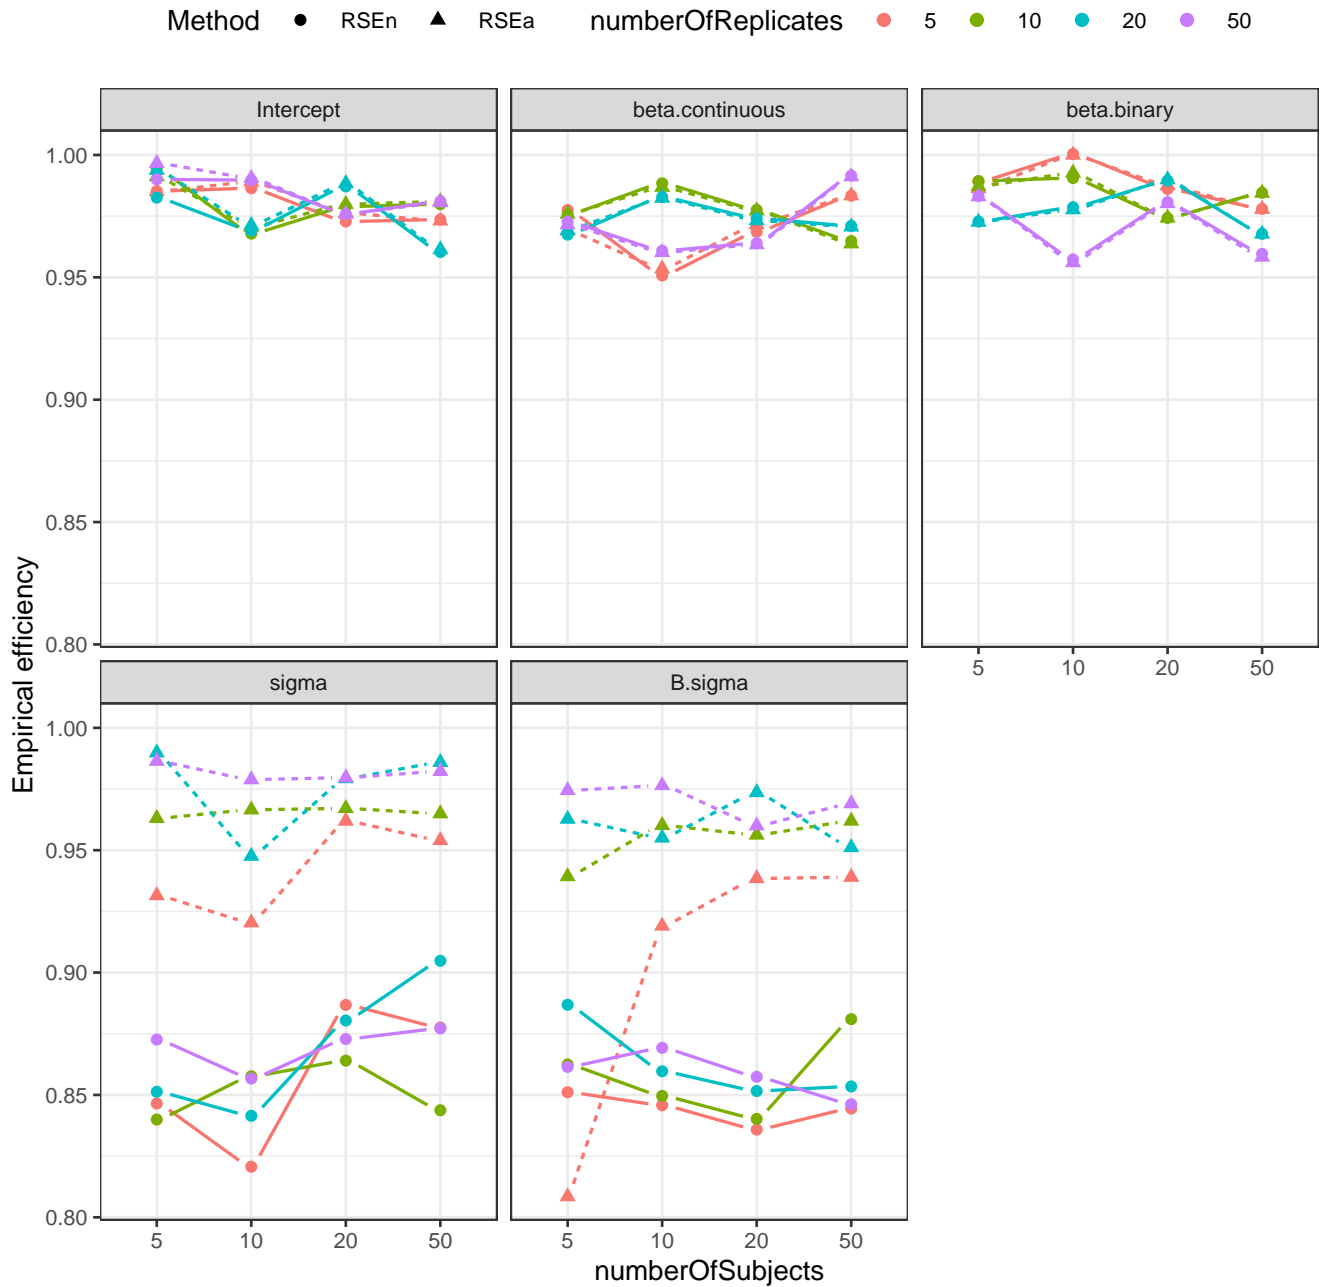 Method RSEn RSEa numberOfReplicates 5 10 20 50
Intercept beta.continuous beta.binary
1.00
0.95
0.90
0.85
0.80
5 10 20 50
sigma B.sigma
1.00
0.95
0.90
0.85
0.80
5 10 20 50 5 10 20 50
Empirical efficiency
numberOfSubjects